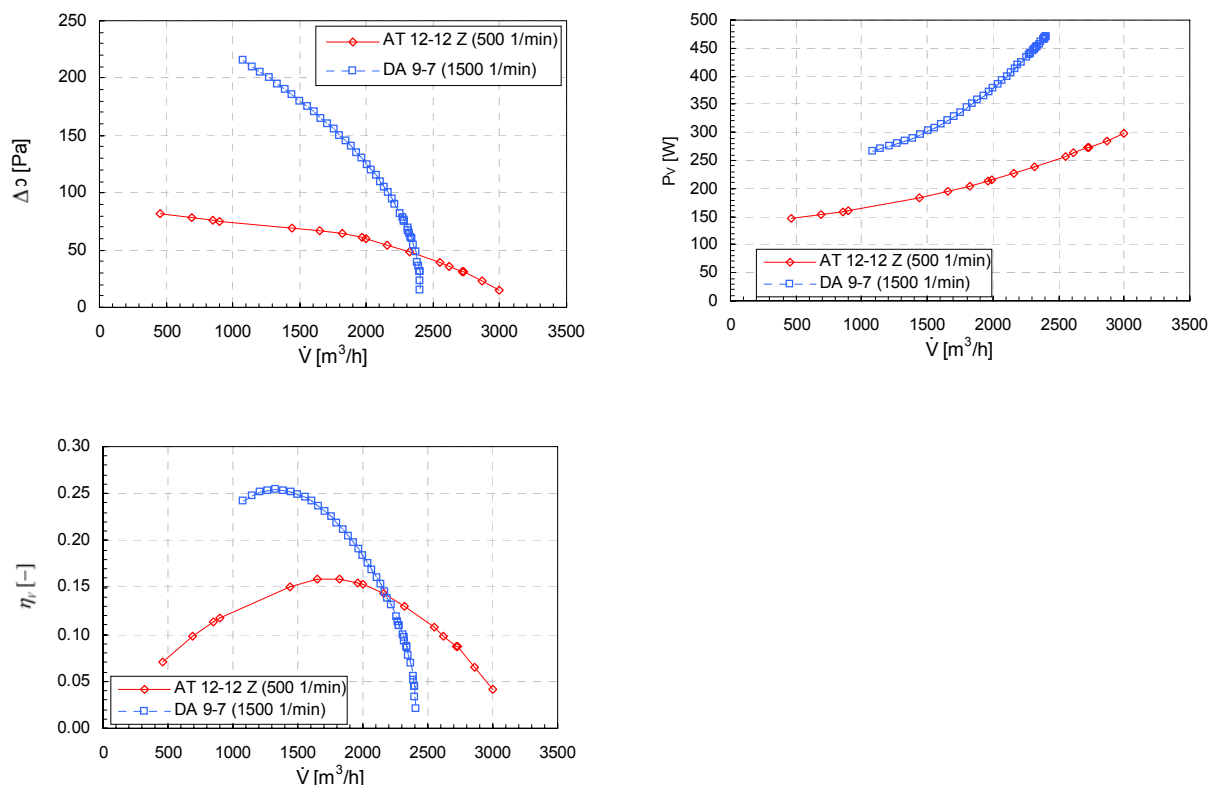 250
200
150
100
50
0
Δp [Pa]
AT 12-12 Z (500 1/min)
DA 9-7 (1500 1/min)
0 500 1000 1500 2000 2500 3000 3500
V̇ [m³/h]
500
450
400
350
300
250
200
150
100
50
0
Pv [W]
AT 12-12 Z (500 1/min)
DA 9-7 (1500 1/min)
0 500 1000 1500 2000 2500 3000 3500
V̇ [m³/h]
0.30
0.25
0.20
0.15
0.10
0.05
0.00
ηᵥ [–]
AT 12-12 Z (500 1/min)
DA 9-7 (1500 1/min)
0 500 1000 1500 2000 2500 3000 3500
V̇ [m³/h]